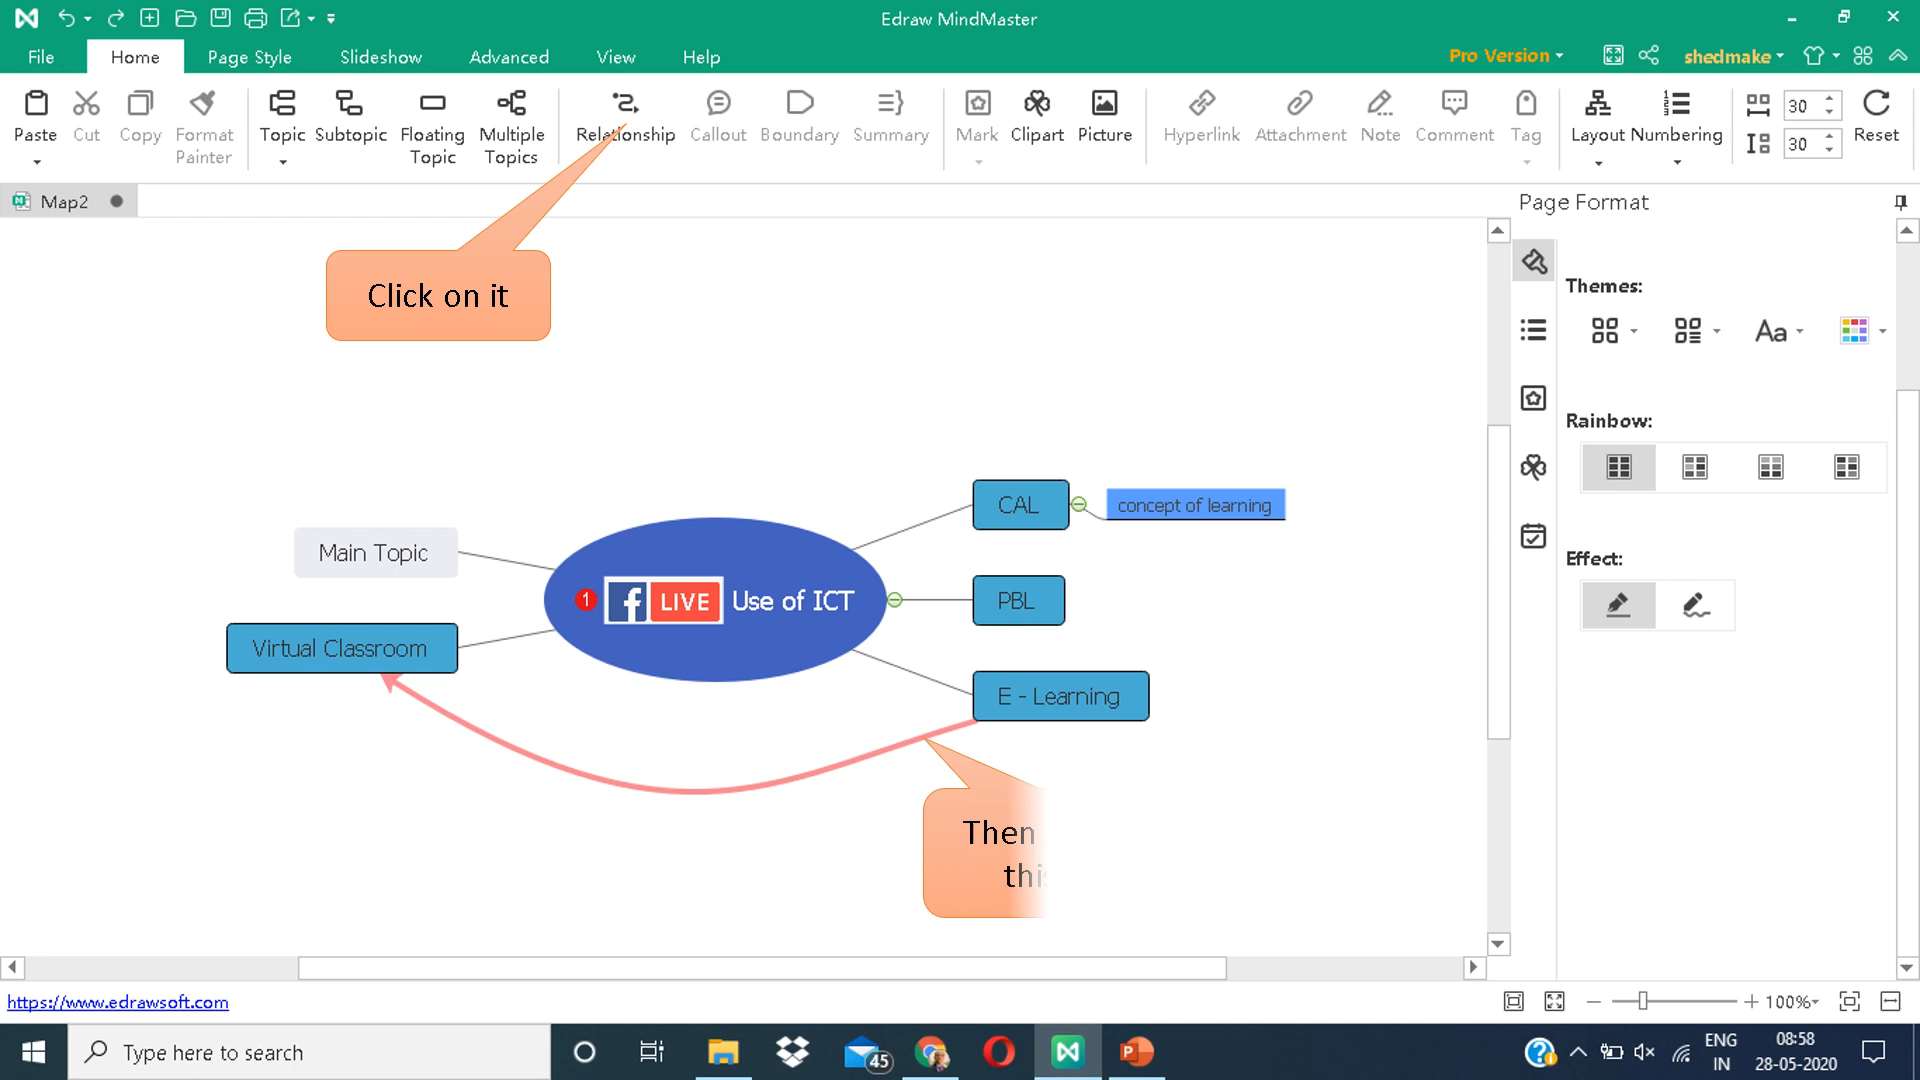 Edraw MindMaster
File Home Page Style Slideshow Advanced View Help
Pro Version shedmake
Paste Cut Copy Format Painter
Topic Subtopic Floating Topic Multiple Topics
Relationship Callout Boundary Summary
Mark Clipart Picture
Hyperlink Attachment Note Comment Tag
Layout Numbering 30 30 Reset
Map2
Page Format
Click on it
Themes:
Aa
Rainbow:
Effect:
CAL
concept of learning
Main Topic
1 f LIVE Use of ICT
PBL
Virtual Classroom
E - Learning
Then
this
https://www.edrawsoft.com
100%
Type here to search
45
ENG
IN
08:58
28-05-2020